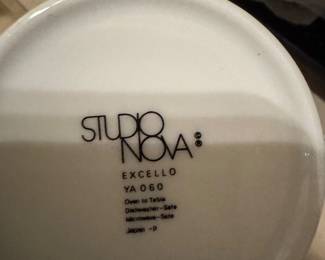 STUDIO
NOVA
EXCELLO
YA 060
Oven to Table
Dishwasher-Safe
Microwave-Safe
Japan -P